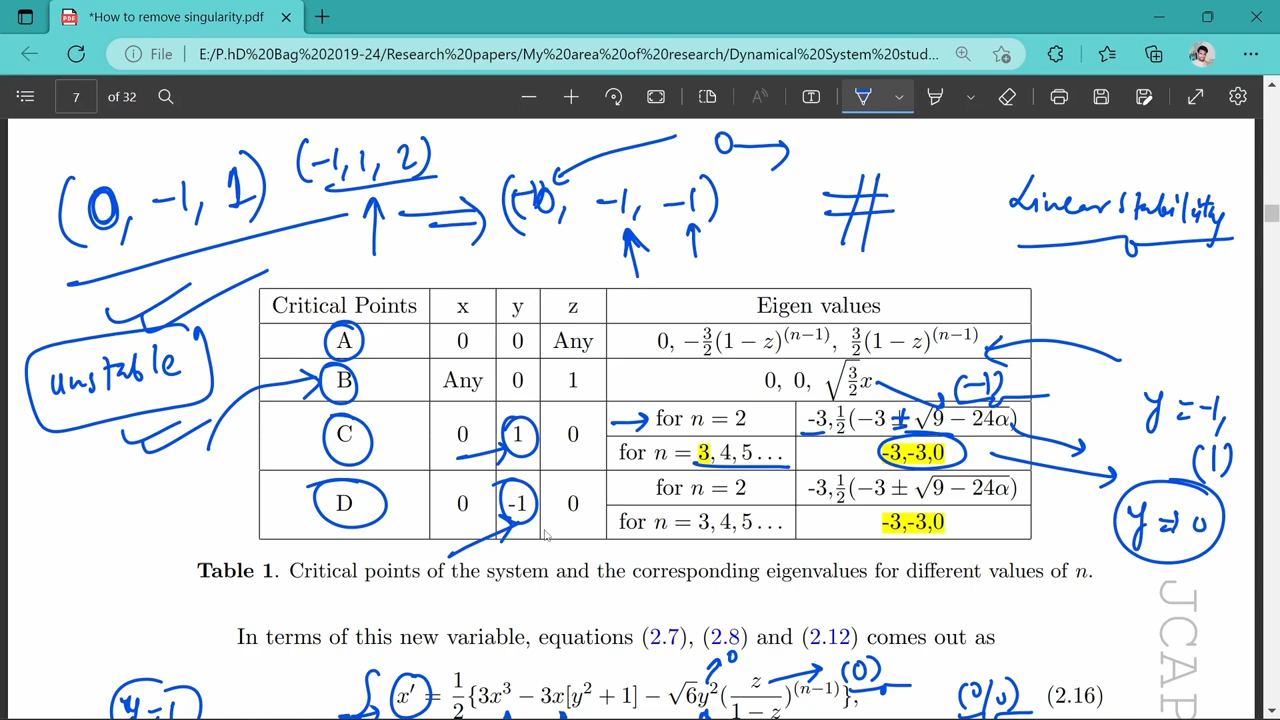 *How to remove singularity.pdf
File E:/P.hD%20Bag%202019-24/Research%20papers/My%20area%20of%20research/Dynamical%20System%20stud...
7 of 32
(0, -1, 1) (-1, 1, 2) ⇒ , -1, -1) 0 → # Linear stability
unstable
Critical Points x y z Eigen values
A 0 0 Any 0, −3/2(1 − z)^(n−1), 3/2(1 − z)^(n−1)
B Any 0 1 0, 0, √(3/2)x (-1)
C 0 1 0 for n = 2 -3,1/2(−3 ± √(9 − 24α))
for n = 3, 4, 5 . . . -3,-3,0
D 0 -1 0 for n = 2 -3,1/2(−3 ± √(9 − 24α))
for n = 3, 4, 5 . . . -3,-3,0
y = -1,
(1)
y ⇒ 0
Table 1. Critical points of the system and the corresponding eigenvalues for different values of n.
In terms of this new variable, equations (2.7), (2.8) and (2.12) comes out as
0 (0)
x′ = 1/2{3x³ − 3x[y² + 1] − √6y²(z/(1 − z))^(n−1)}, (0/0) (2.16)
JCAP